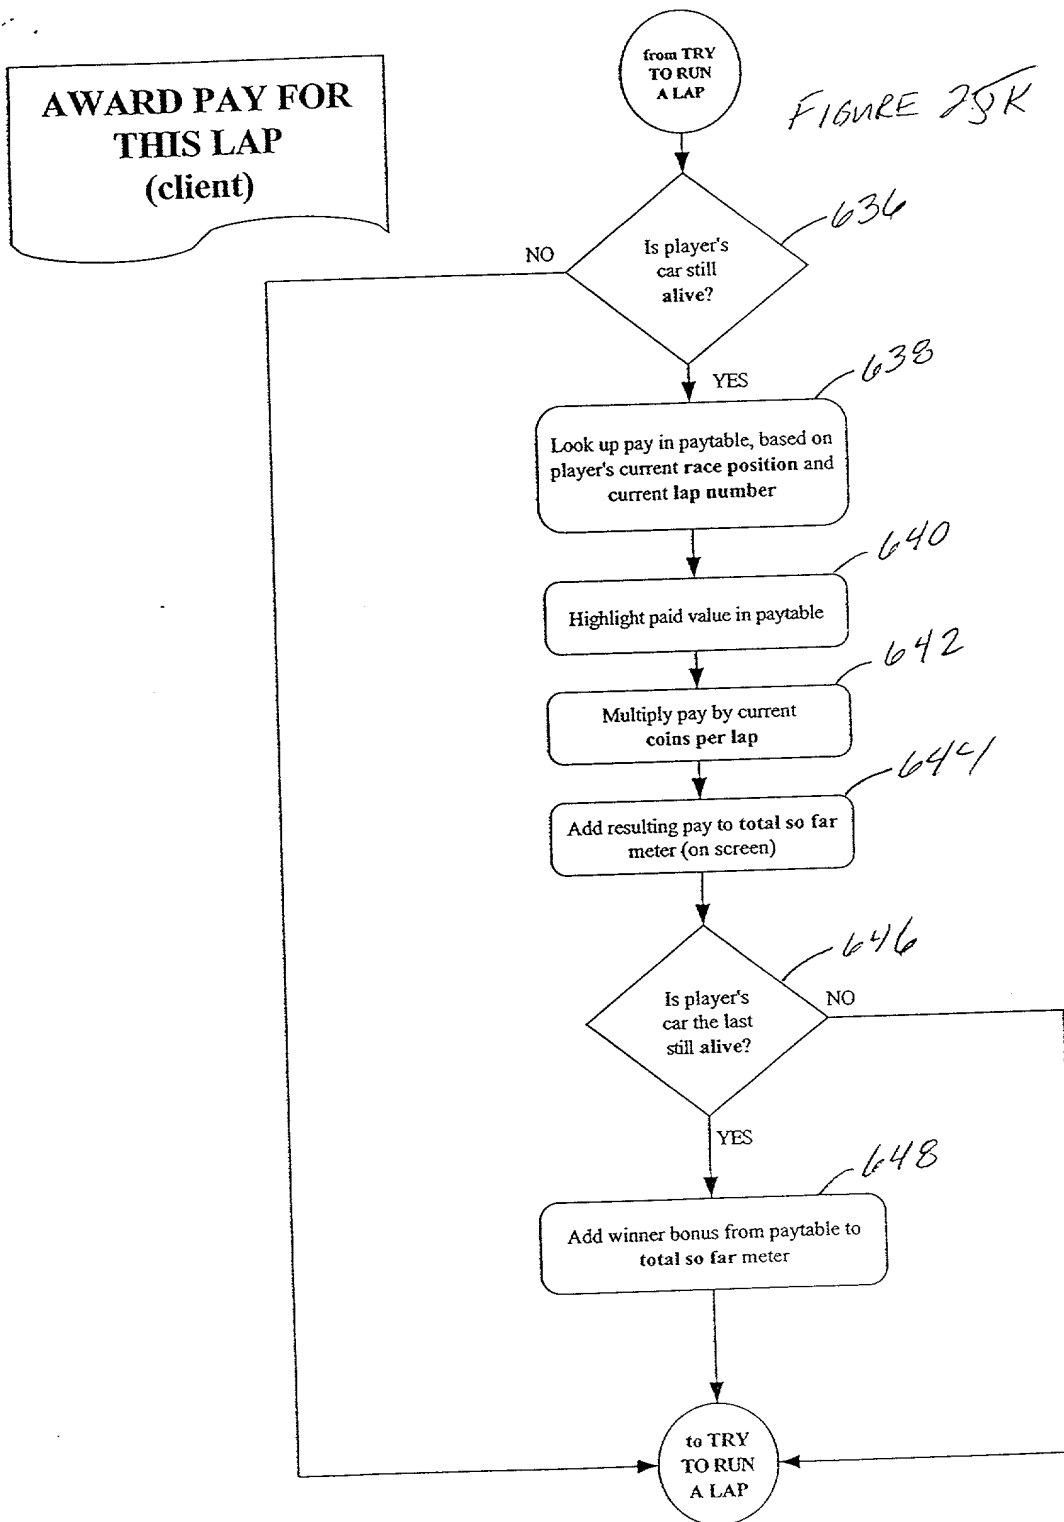 AWARD PAY FOR
THIS LAP
(client)
from TRY
TO RUN
A LAP
FIGURE 25K
636
Is player's
car still
alive?
NO
YES
638
Look up pay in paytable, based on
player's current race position and
current lap number
640
Highlight paid value in paytable
642
Multiply pay by current
coins per lap
644
Add resulting pay to total so far
meter (on screen)
646
Is player's
car the last
still alive?
NO
YES
648
Add winner bonus from paytable to
total so far meter
to TRY
TO RUN
A LAP